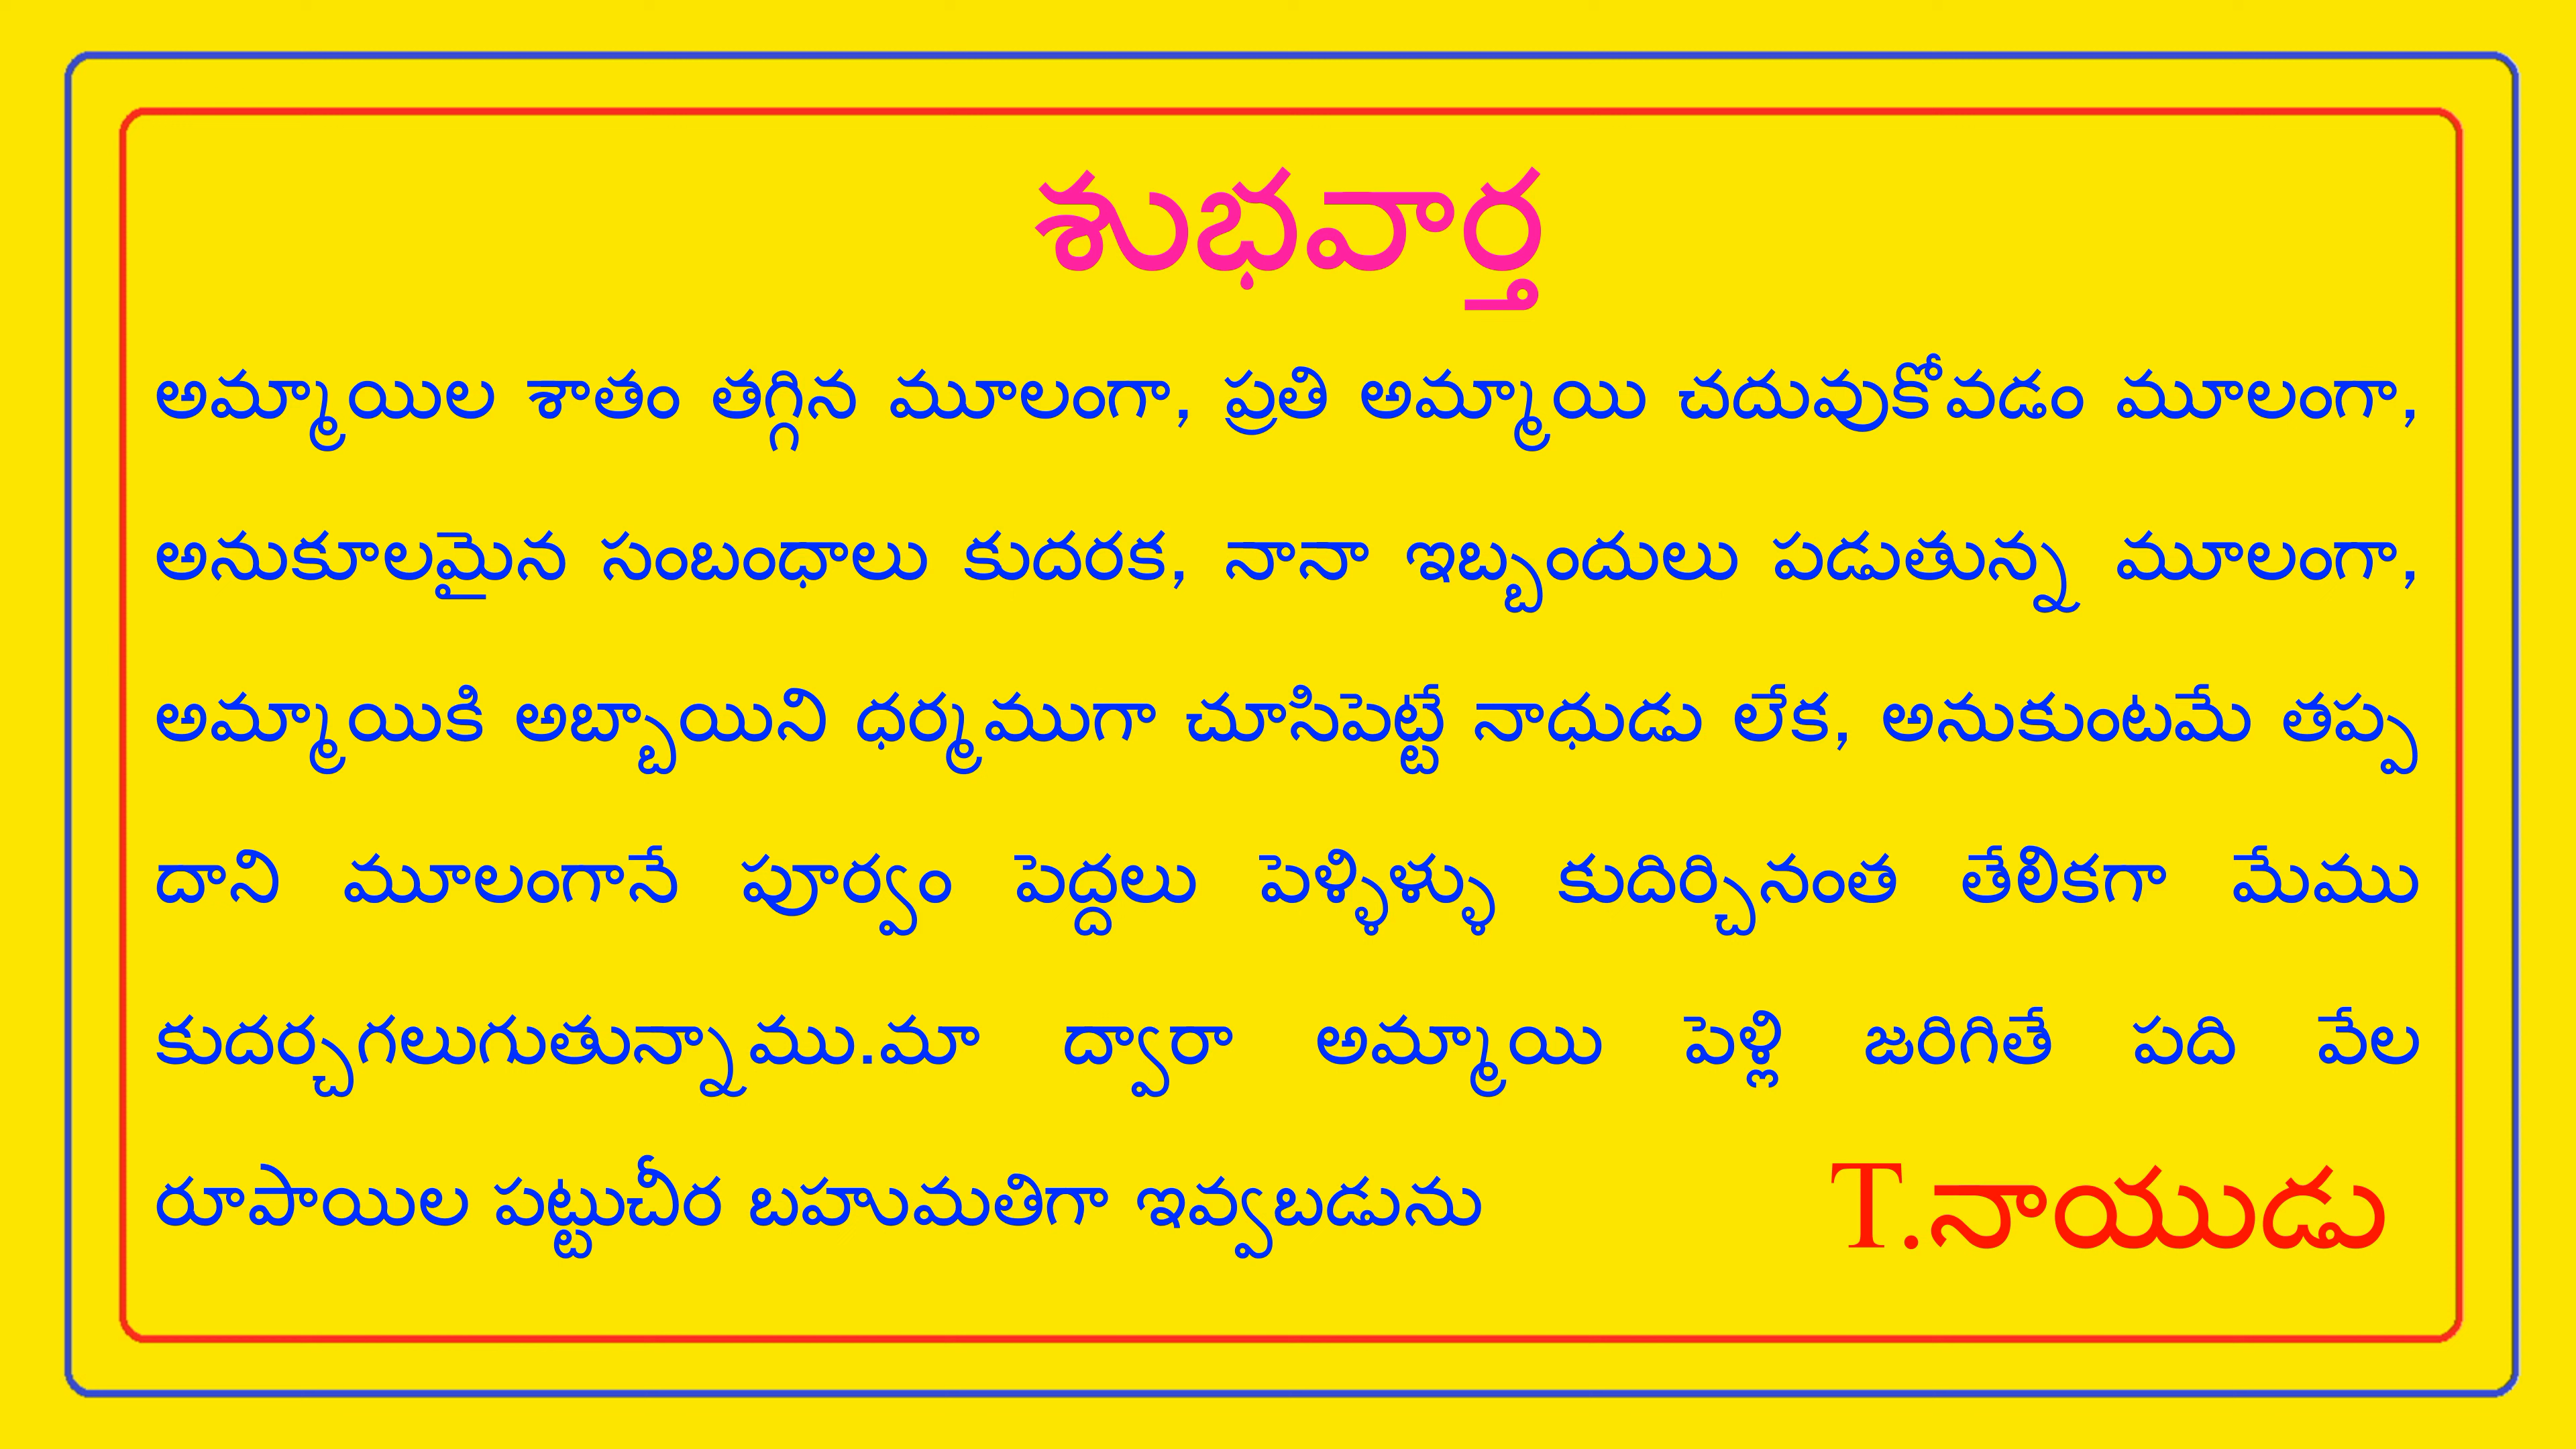 శుభవార్త
అమ్మాయిల శాతం తగ్గిన మూలంగా, ప్రతి అమ్మాయి చదువుకోవడం మూలంగా,
అనుకూలమైన సంబంధాలు కుదరక, నానా ఇబ్బందులు పడుతున్న మూలంగా,
అమ్మాయికి అబ్బాయిని ధర్మముగా చూసిపెట్టే నాధుడు లేక, అనుకుంటమే తప్ప
దాని మూలంగానే పూర్వం పెద్దలు పెళ్ళిళ్ళు కుదిర్చినంత తేలికగా మేము
కుదర్చగలుగుతున్నాము.మా ద్వారా అమ్మాయి పెళ్లి జరిగితే పది వేల
రూపాయిల పట్టుచీర బహుమతిగా ఇవ్వబడును T.నాయుడు